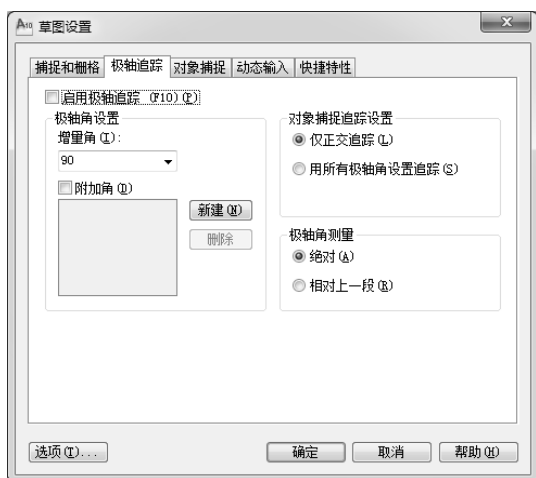 草图设置
捕捉和栅格 极轴追踪 对象捕捉 动态输入 快捷特性
启用极轴追踪 (F10)(P)
极轴角设置
增量角(I):
90
附加角(D)
新建(N)
删除
对象捕捉追踪设置
仅正交追踪(L)
用所有极轴角设置追踪(S)
极轴角测量
绝对(A)
相对上一段(R)
选项(T)... 确定 取消 帮助(H)